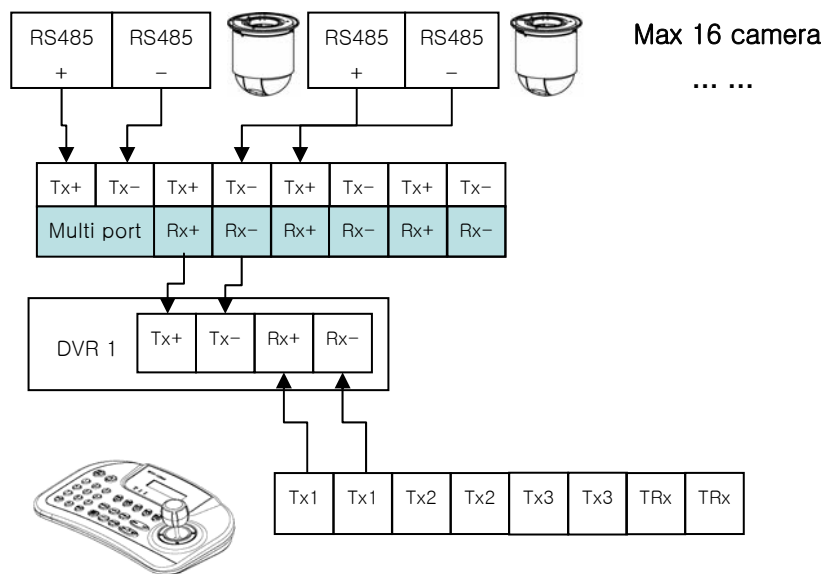 RS485 RS485 RS485 RS485 Max 16 camera
+ − + − ... ...
Tx+ Tx− Tx+ Tx− Tx+ Tx− Tx+ Tx−
Multi port Rx+ Rx− Rx+ Rx− Rx+ Rx−
DVR 1 Tx+ Tx− Rx+ Rx−
Tx1 Tx1 Tx2 Tx2 Tx3 Tx3 TRx TRx